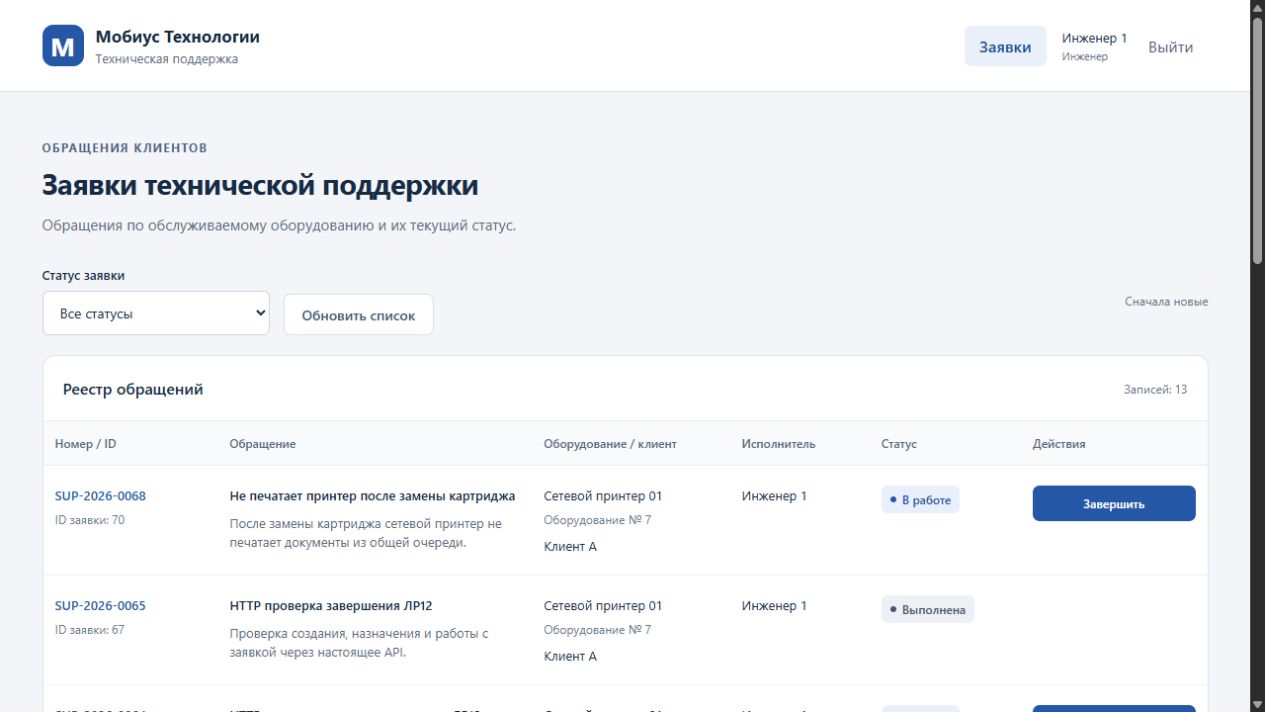 М
Мобиус Технологии
Техническая поддержка
Заявки
Инженер 1
Инженер
Выйти
ОБРАЩЕНИЯ КЛИЕНТОВ
Заявки технической поддержки
Обращения по обслуживаемому оборудованию и их текущий статус.
Статус заявки
Все статусы
Обновить список
Сначала новые
Реестр обращений
Записей: 13
Номер / ID Обращение Оборудование / клиент Исполнитель Статус Действия
SUP-2026-0068
ID заявки: 70
Не печатает принтер после замены картриджа
После замены картриджа сетевой принтер не
печатает документы из общей очереди.
Сетевой принтер 01
Оборудование № 7
Клиент А
Инженер 1
В работе
Завершить
SUP-2026-0065
ID заявки: 67
HTTP проверка завершения ЛР12
Проверка создания, назначения и работы с
заявкой через настоящее API.
Сетевой принтер 01
Оборудование № 7
Клиент А
Инженер 1
Выполнена